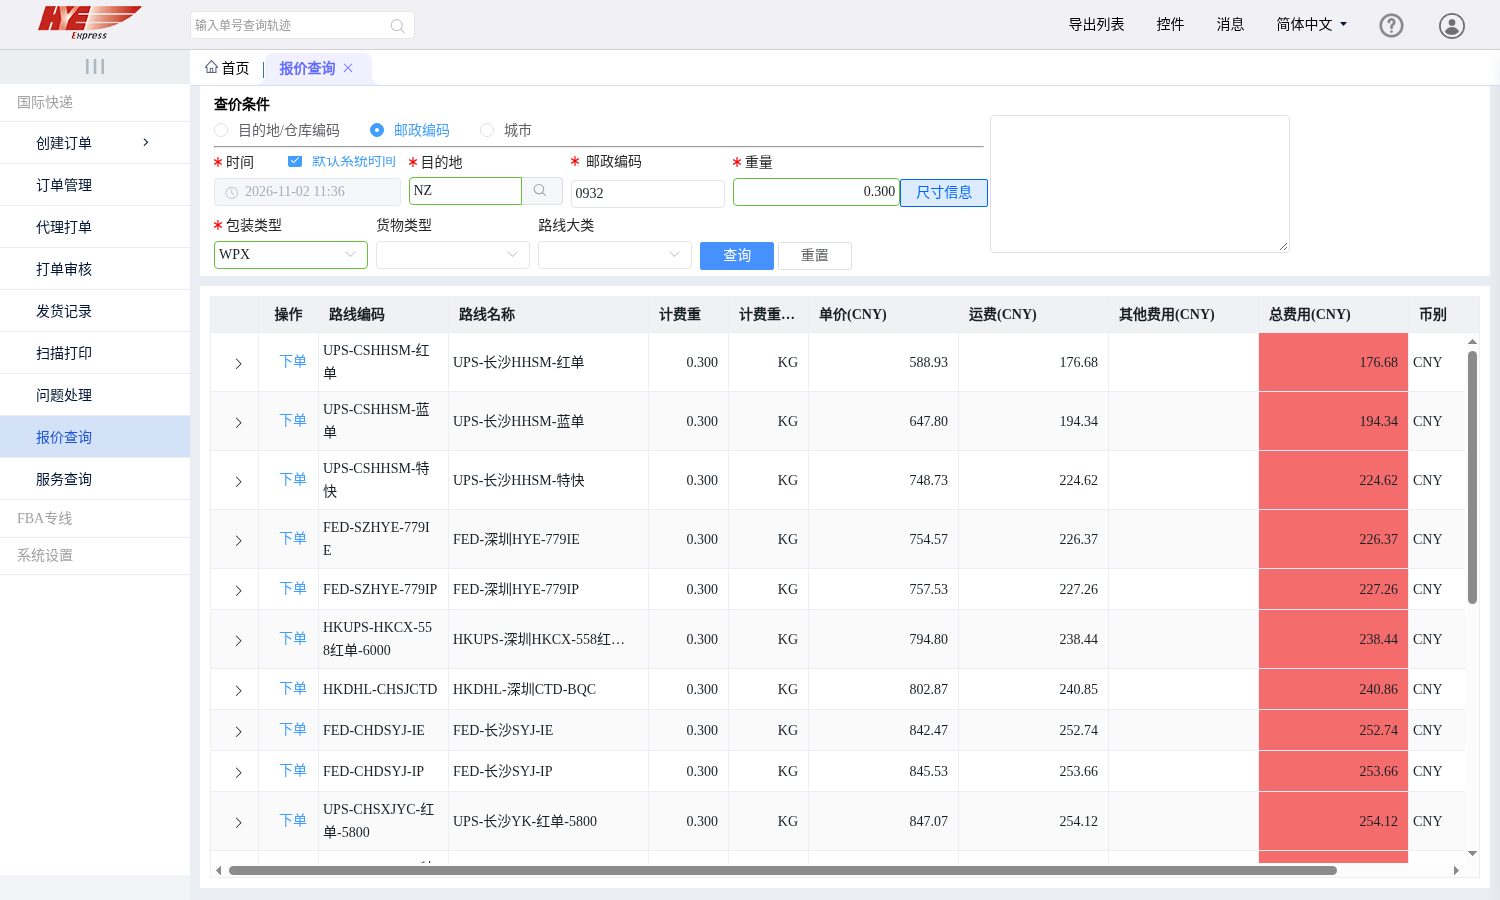 HYE Express
输入单号查询轨迹
导出列表 控件 消息 简体中文
首页 报价查询
国际快递
创建订单
订单管理
代理打单
打单审核
发货记录
扫描打印
问题处理
报价查询
服务查询
FBA专线
系统设置
查价条件
目的地/仓库编码 邮政编码 城市
* 时间 默认系统时间 * 目的地 * 邮政编码 * 重量
2026-11-02 11:36 NZ 0932 0.300 尺寸信息
* 包装类型 货物类型 路线大类
WPX 查询 重置
操作 路线编码 路线名称 计费重 计费重... 单价(CNY) 运费(CNY) 其他费用(CNY) 总费用(CNY) 币别
下单 UPS-CSHHSM-红单 UPS-长沙HHSM-红单 0.300 KG 588.93 176.68 176.68 CNY
下单 UPS-CSHHSM-蓝单 UPS-长沙HHSM-蓝单 0.300 KG 647.80 194.34 194.34 CNY
下单 UPS-CSHHSM-特快 UPS-长沙HHSM-特快 0.300 KG 748.73 224.62 224.62 CNY
下单 FED-SZHYE-779IE FED-深圳HYE-779IE 0.300 KG 754.57 226.37 226.37 CNY
下单 FED-SZHYE-779IP FED-深圳HYE-779IP 0.300 KG 757.53 227.26 227.26 CNY
下单 HKUPS-HKCX-558红单-6000 HKUPS-深圳HKCX-558红... 0.300 KG 794.80 238.44 238.44 CNY
下单 HKDHL-CHSJCTD HKDHL-深圳CTD-BQC 0.300 KG 802.87 240.85 240.86 CNY
下单 FED-CHDSYJ-IE FED-长沙SYJ-IE 0.300 KG 842.47 252.74 252.74 CNY
下单 FED-CHDSYJ-IP FED-长沙SYJ-IP 0.300 KG 845.53 253.66 253.66 CNY
下单 UPS-CHSXJYC-红单-5800 UPS-长沙YK-红单-5800 0.300 KG 847.07 254.12 254.12 CNY